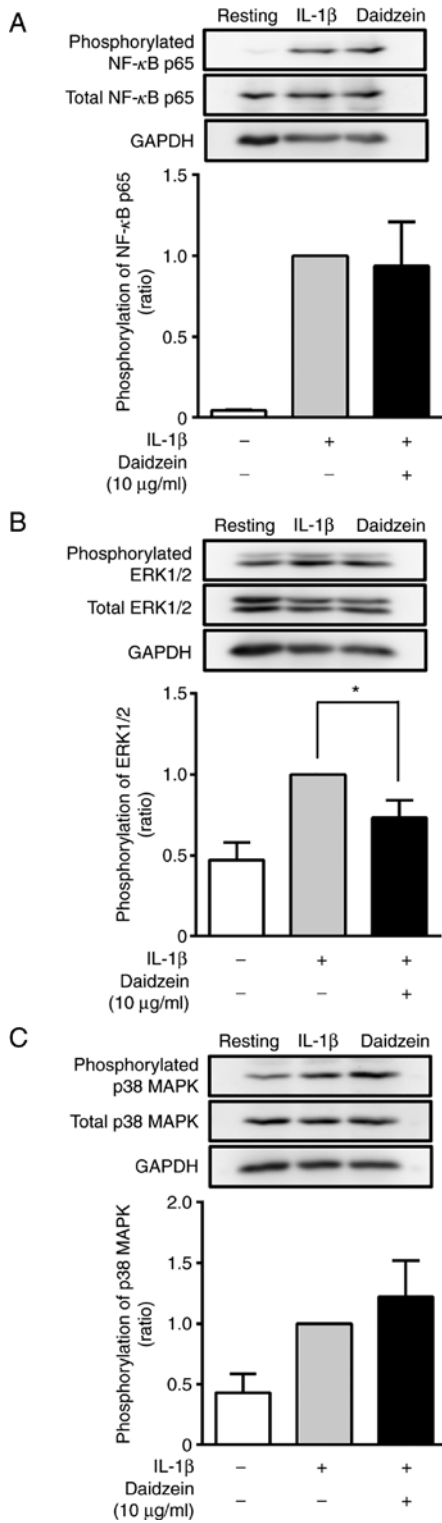 A
Resting IL-1β Daidzein
Phosphorylated
NF-κB p65
Total NF-κB p65
GAPDH
Phosphorylation of NF-κB p65
(ratio)
1.5
1.0
0.5
0
IL-1β – + +
Daidzein
(10 μg/ml) – – +
B
Resting IL-1β Daidzein
Phosphorylated
ERK1/2
Total ERK1/2
GAPDH
Phosphorylation of ERK1/2
(ratio)
1.5
1.0
0.5
0
*
IL-1β – + +
Daidzein
(10 μg/ml) – – +
C
Resting IL-1β Daidzein
Phosphorylated
p38 MAPK
Total p38 MAPK
GAPDH
Phosphorylation of p38 MAPK
(ratio)
2.0
1.5
1.0
0.5
0
IL-1β – + +
Daidzein
(10 μg/ml) – – +